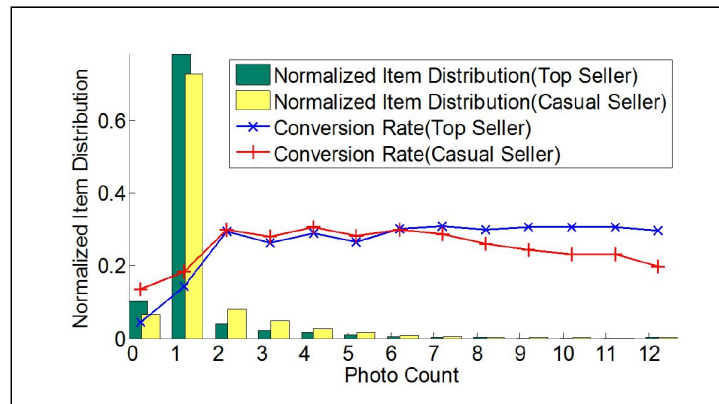 Normalized Item Distribution(Top Seller)
Normalized Item Distribution(Casual Seller)
Conversion Rate(Top Seller)
Conversion Rate(Casual Seller)
Normalized Item Distribution
0.6
0.4
0.2
0
0 1 2 3 4 5 6 7 8 9 10 11 12
Photo Count